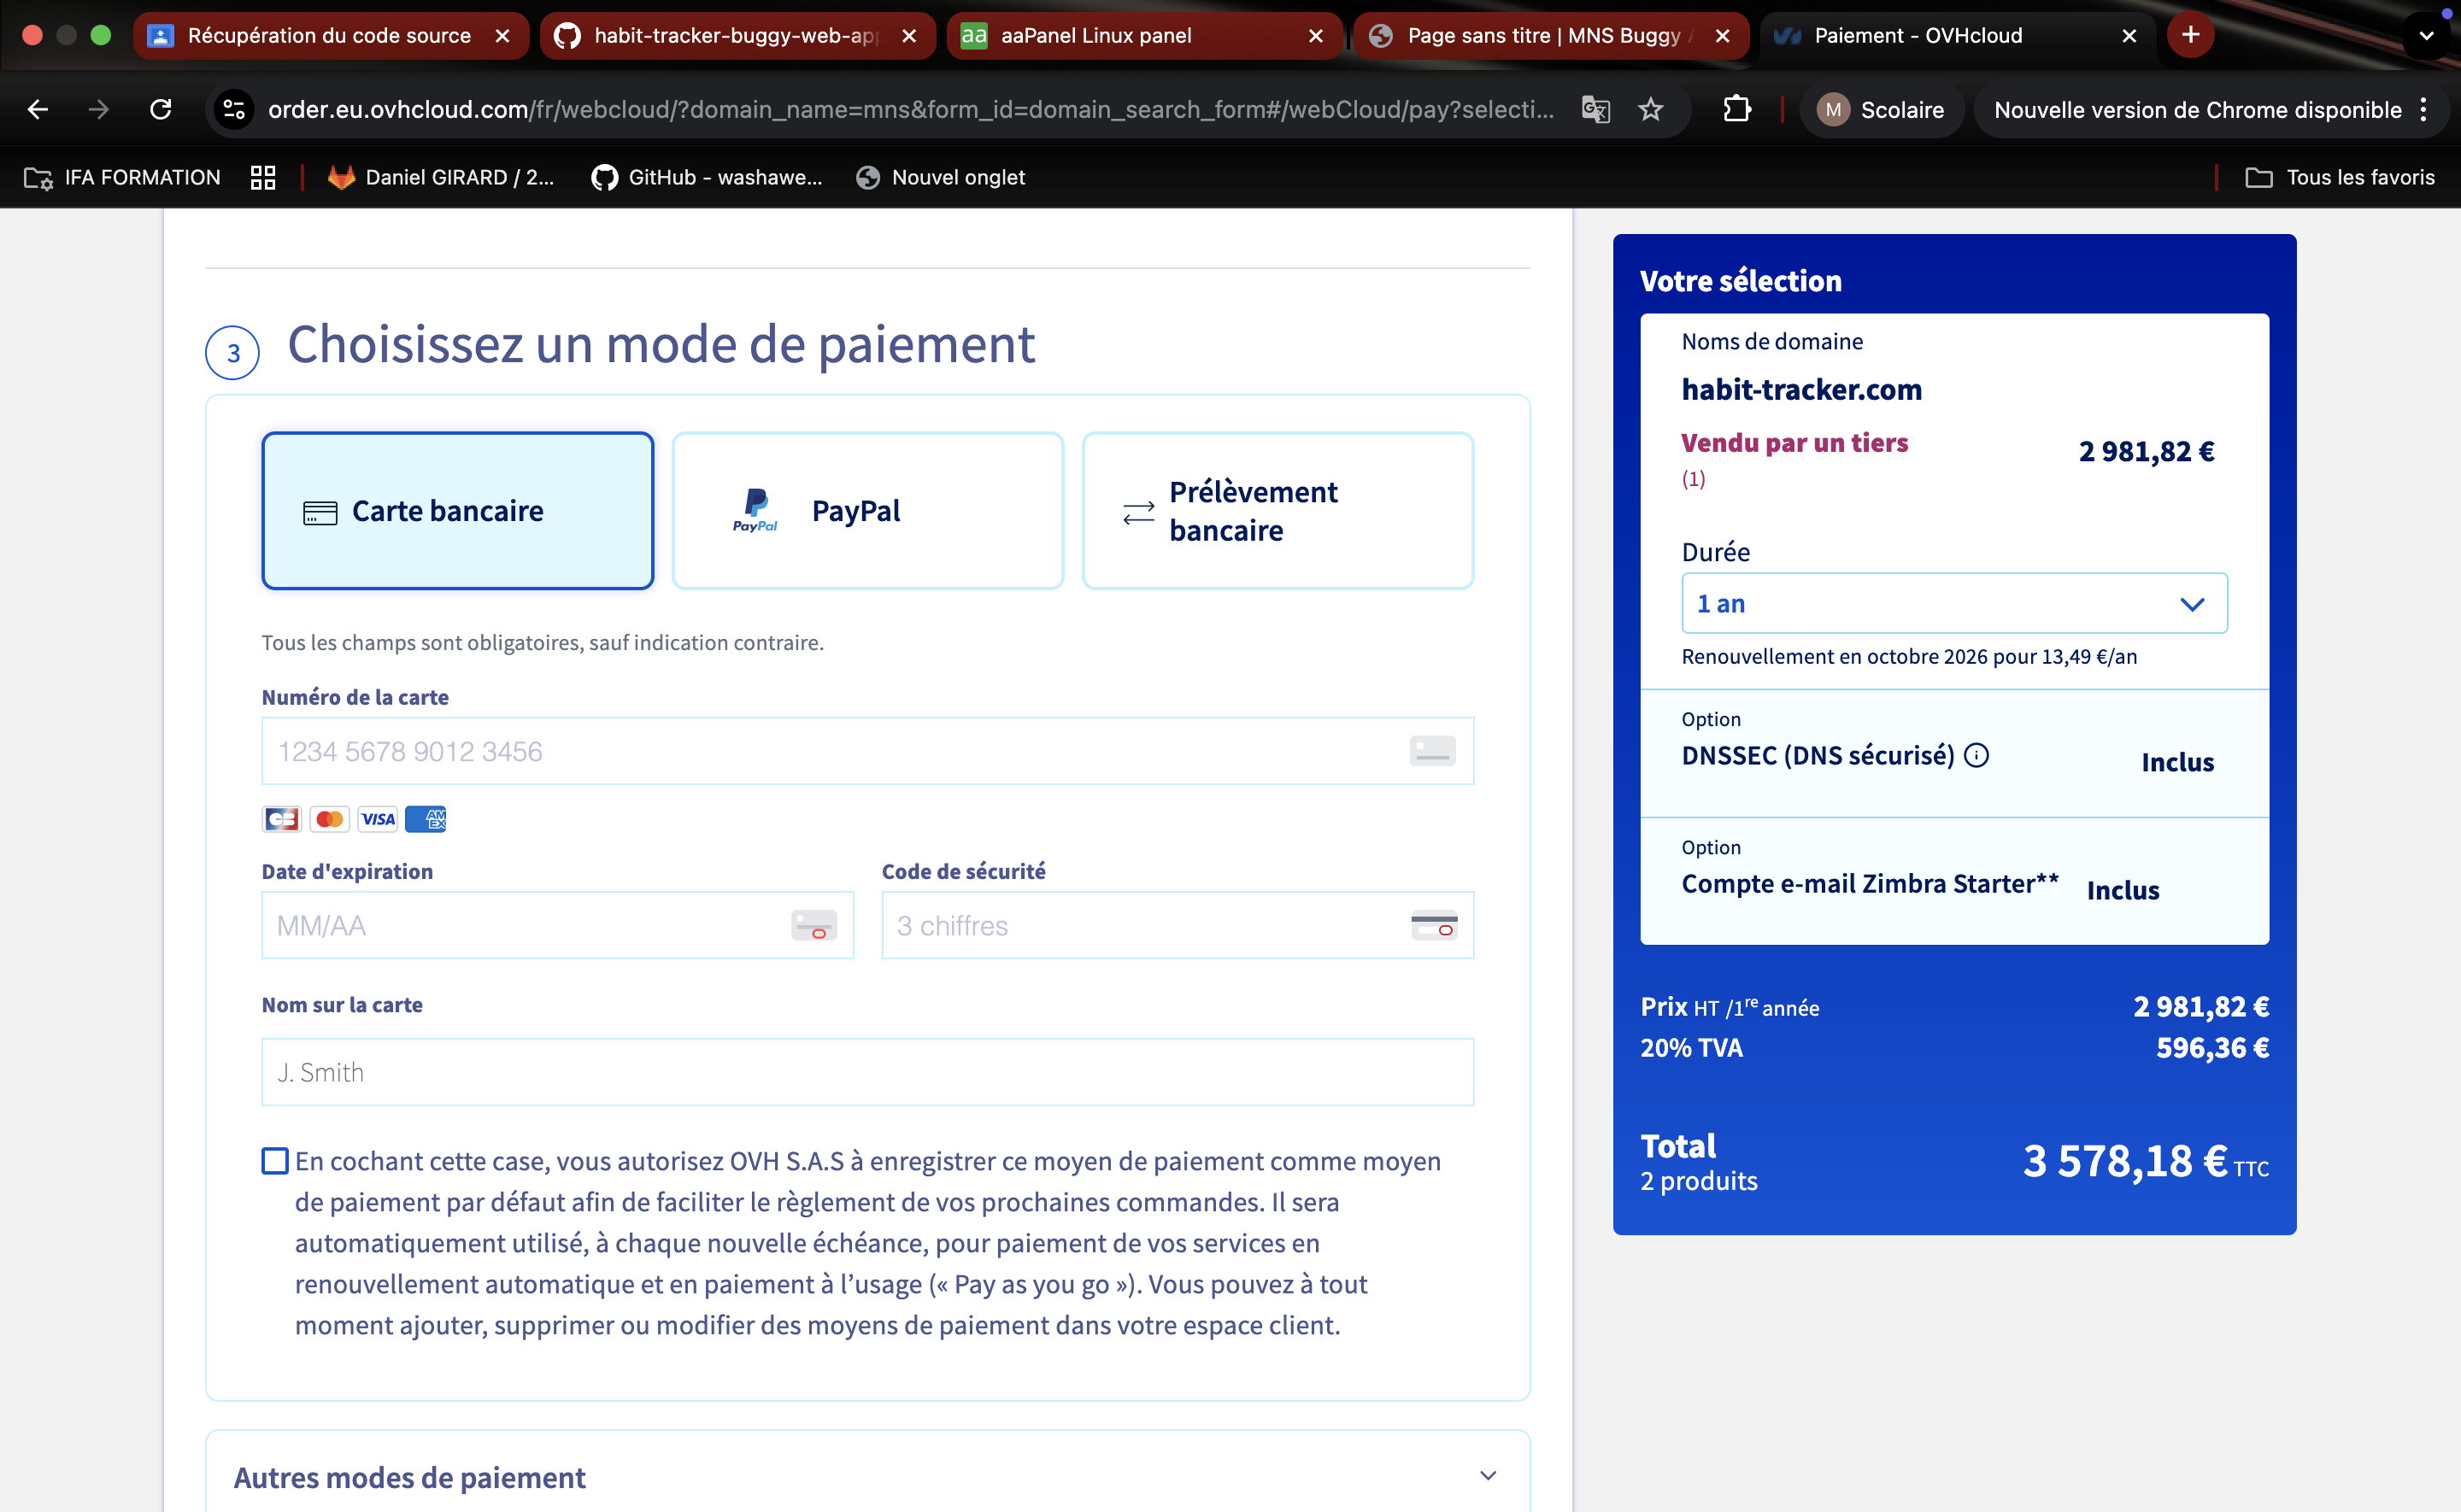 Récupération du code source
habit-tracker-buggy-web-app
aaPanel Linux panel
Page sans titre | MNS Buggy
Paiement - OVHcloud
order.eu.ovhcloud.com/fr/webcloud/?domain_name=mns&form_id=domain_search_form#/webCloud/pay?selecti...
M Scolaire
Nouvelle version de Chrome disponible
IFA FORMATION
Daniel GIRARD / 2...
GitHub - washawe...
Nouvel onglet
Tous les favoris
3 Choisissez un mode de paiement
Carte bancaire
PayPal
PayPal
Prélèvement
bancaire
Tous les champs sont obligatoires, sauf indication contraire.
Numéro de la carte
1234 5678 9012 3456
CB VISA AM EX
Date d'expiration
MM/AA
Code de sécurité
3 chiffres
Nom sur la carte
J. Smith
En cochant cette case, vous autorisez OVH S.A.S à enregistrer ce moyen de paiement comme moyen
de paiement par défaut afin de faciliter le règlement de vos prochaines commandes. Il sera
automatiquement utilisé, à chaque nouvelle échéance, pour paiement de vos services en
renouvellement automatique et en paiement à l’usage (« Pay as you go »). Vous pouvez à tout
moment ajouter, supprimer ou modifier des moyens de paiement dans votre espace client.
Autres modes de paiement
Votre sélection
Noms de domaine
habit-tracker.com
Vendu par un tiers
(1)
2 981,82 €
Durée
1 an
Renouvellement en octobre 2026 pour 13,49 €/an
Option
DNSSEC (DNS sécurisé)
Inclus
Option
Compte e-mail Zimbra Starter**
Inclus
Prix HT /1re année 2 981,82 €
20% TVA 596,36 €
Total
2 produits
3 578,18 € TTC